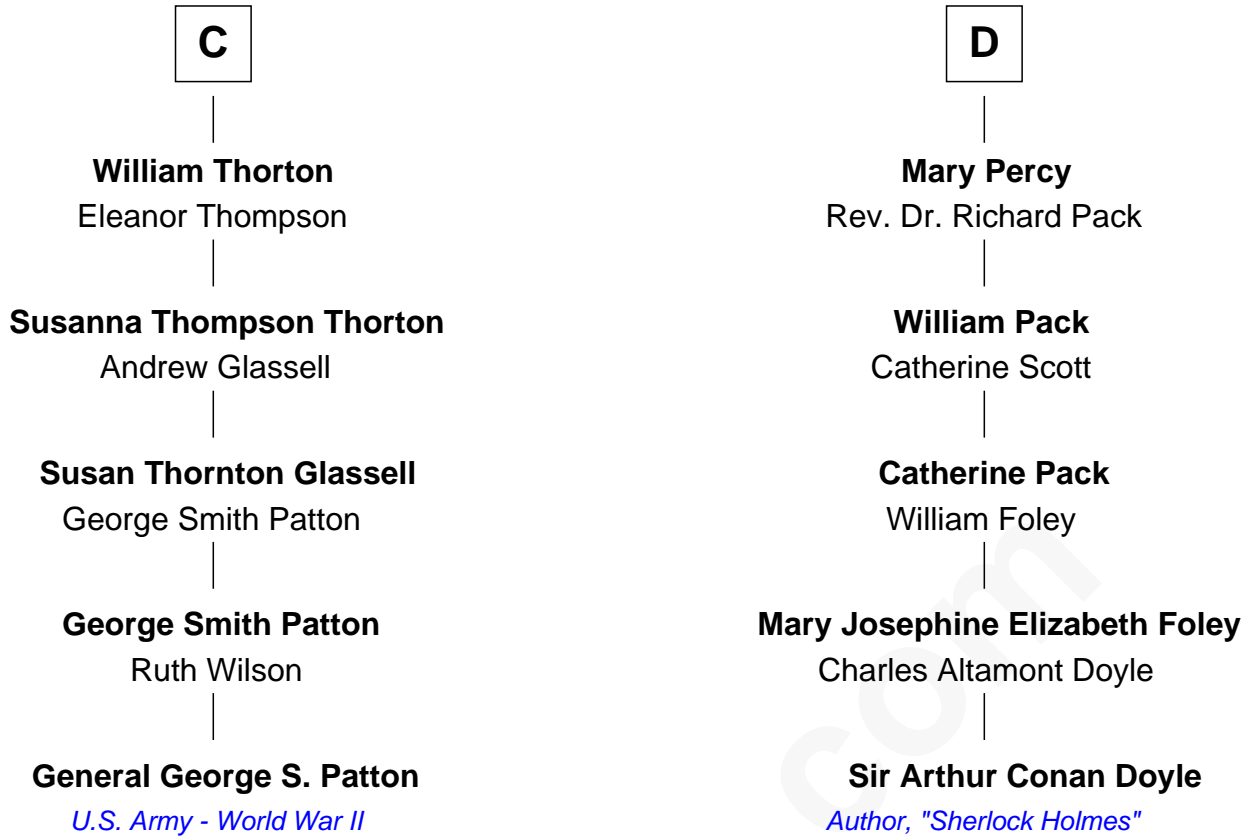 C
William Thorton
Eleanor Thompson
Susanna Thompson Thorton
Andrew Glassell
Susan Thornton Glassell
George Smith Patton
George Smith Patton
Ruth Wilson
General George S. Patton
U.S. Army - World War II
D
Mary Percy
Rev. Dr. Richard Pack
William Pack
Catherine Scott
Catherine Pack
William Foley
Mary Josephine Elizabeth Foley
Charles Altamont Doyle
Sir Arthur Conan Doyle
Author, "Sherlock Holmes"
com